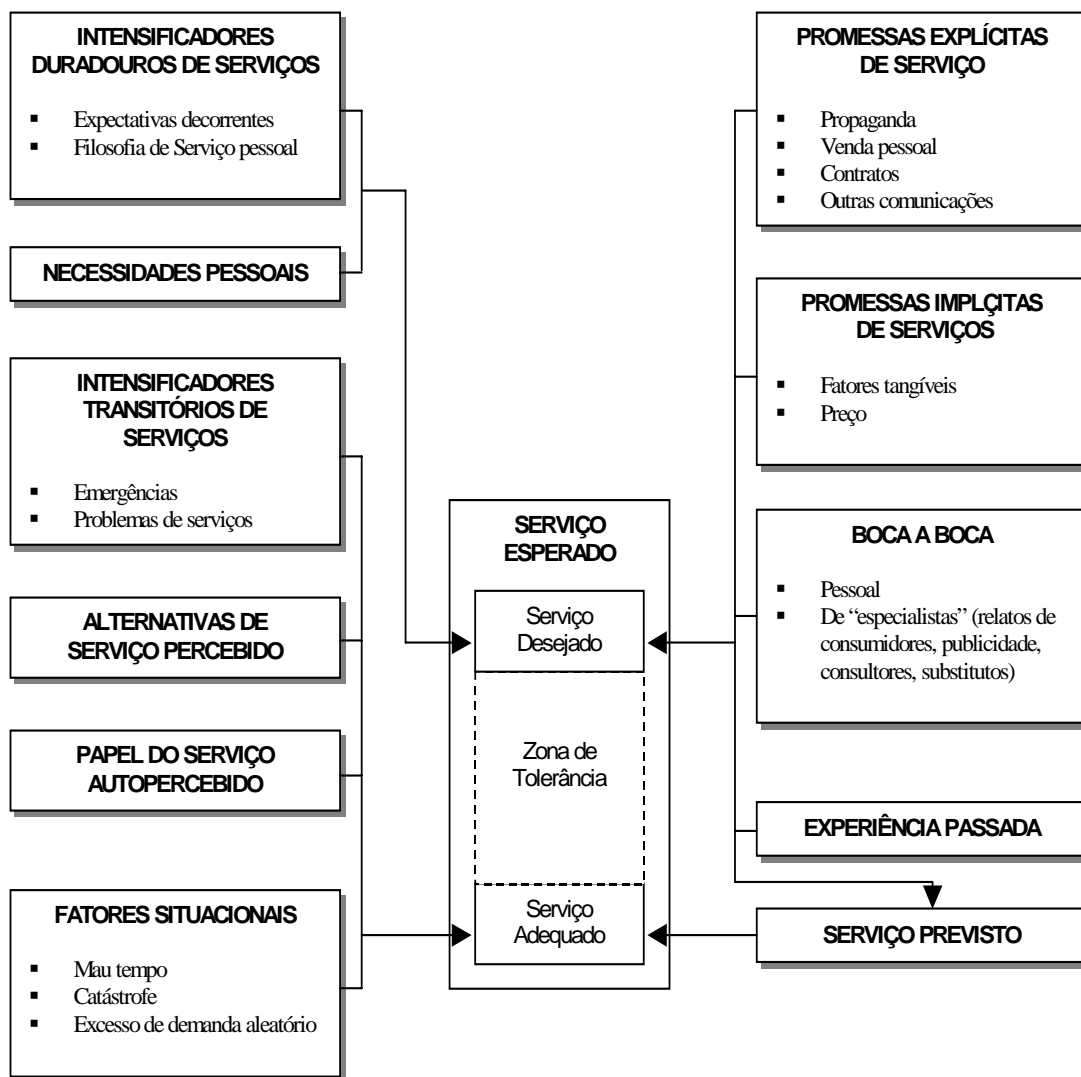 INTENSIFICADORES
DURADOUROS DE SERVIÇOS
▪ Expectativas decorrentes
▪ Filosofia de Serviço pessoal
NECESSIDADES PESSOAIS
INTENSIFICADORES
TRANSITÓRIOS DE
SERVIÇOS
▪ Emergências
▪ Problemas de serviços
ALTERNATIVAS DE
SERVIÇO PERCEBIDO
PAPEL DO SERVIÇO
AUTOPERCEBIDO
FATORES SITUACIONAIS
▪ Mau tempo
▪ Catástrofe
▪ Excesso de demanda aleatório
SERVIÇO
ESPERADO
Serviço
Desejado
Zona de
Tolerância
Serviço
Adequado
PROMESSAS EXPLÍCITAS
DE SERVIÇO
▪ Propaganda
▪ Venda pessoal
▪ Contratos
▪ Outras comunicações
PROMESSAS IMPLÇITAS
DE SERVIÇOS
▪ Fatores tangíveis
▪ Preço
BOCA A BOCA
▪ Pessoal
▪ De “especialistas” (relatos de
consumidores, publicidade,
consultores, substitutos)
EXPERIÊNCIA PASSADA
SERVIÇO PREVISTO